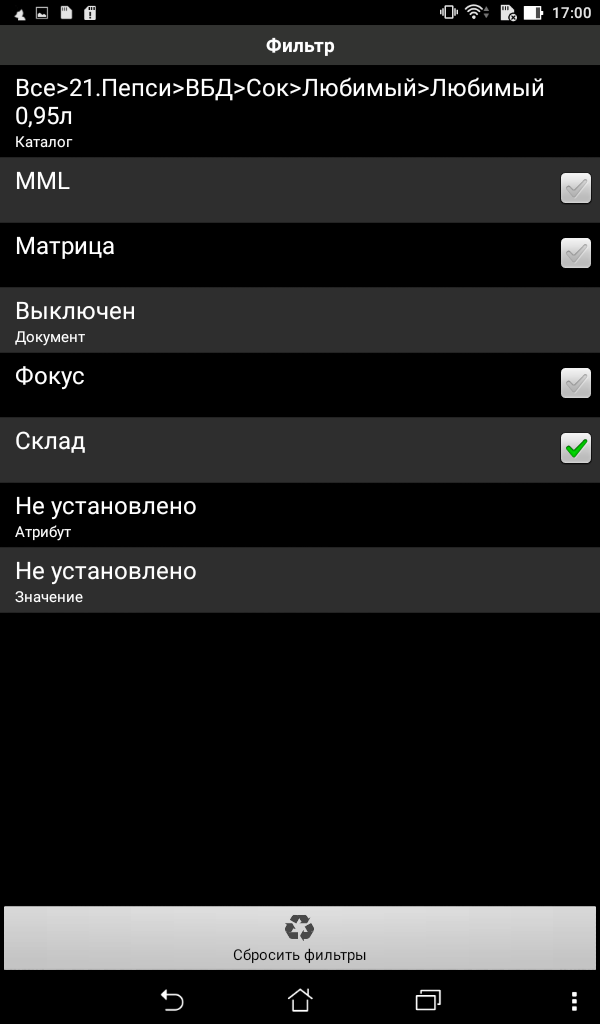 17:00
Фильтр
Все>21.Пепси>ВБД>Сок>Любимый>Любимый
0,95л
Каталог
MML
Матрица
Выключен
Документ
Фокус
Склад
Не установлено
Атрибут
Не установлено
Значение
Сбросить фильтры